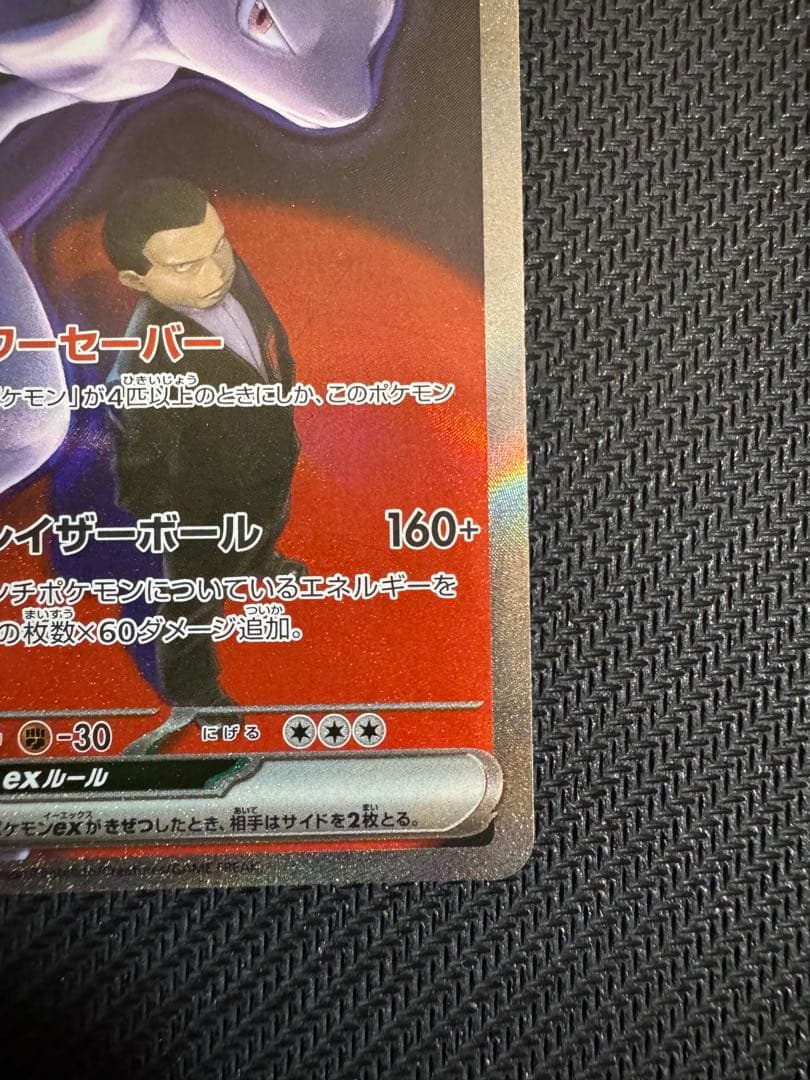 ワーセーバー
ケモン」が4匹以上のときにしか、このポケモン
ひきいじょう
レイザーボール 160+
ンチポケモンについているエネルギーを
の枚数×60ダメージ追加。
まいすう ついか
-30 にげる
exルール
ケモンexがきぜつしたとき、相手はサイドを2枚とる。
イーエックス あいて まい
/Creatures/GAME FREAK